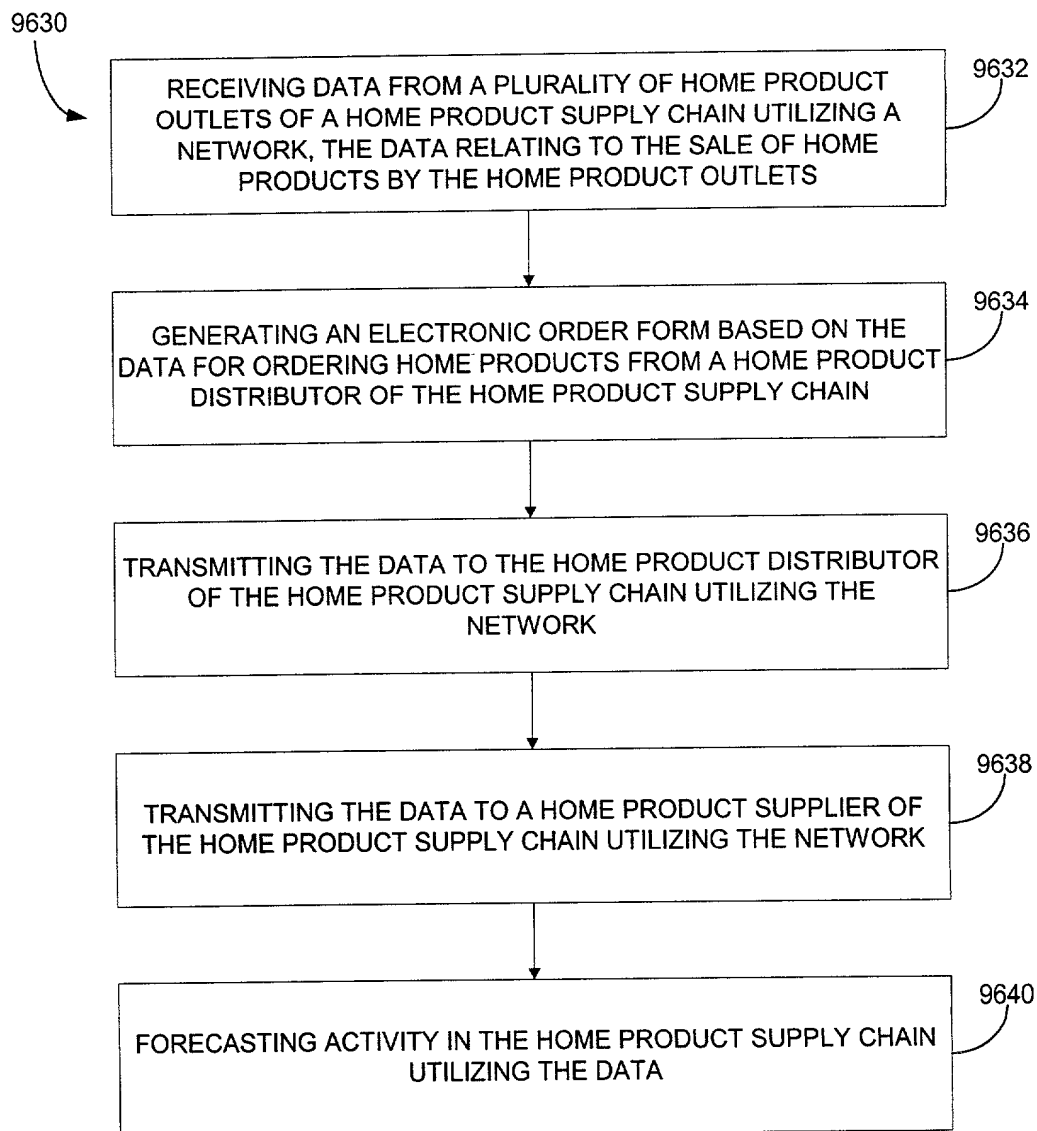 9630
RECEIVING DATA FROM A PLURALITY OF HOME PRODUCT
OUTLETS OF A HOME PRODUCT SUPPLY CHAIN UTILIZING A
NETWORK, THE DATA RELATING TO THE SALE OF HOME
PRODUCTS BY THE HOME PRODUCT OUTLETS
9632
GENERATING AN ELECTRONIC ORDER FORM BASED ON THE
DATA FOR ORDERING HOME PRODUCTS FROM A HOME PRODUCT
DISTRIBUTOR OF THE HOME PRODUCT SUPPLY CHAIN
9634
TRANSMITTING THE DATA TO THE HOME PRODUCT DISTRIBUTOR
OF THE HOME PRODUCT SUPPLY CHAIN UTILIZING THE
NETWORK
9636
TRANSMITTING THE DATA TO A HOME PRODUCT SUPPLIER OF
THE HOME PRODUCT SUPPLY CHAIN UTILIZING THE NETWORK
9638
FORECASTING ACTIVITY IN THE HOME PRODUCT SUPPLY CHAIN
UTILIZING THE DATA
9640